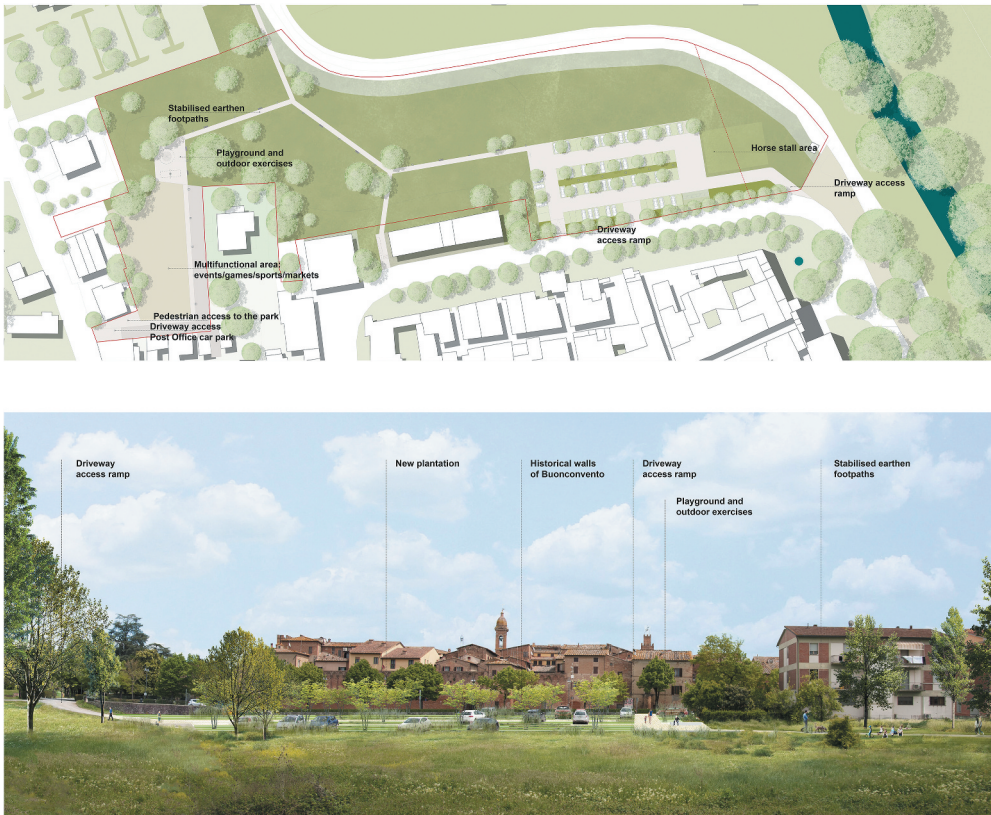 Stabilised earthen
footpaths
Playground and
outdoor exercises
Horse stall area
Driveway access
ramp
Driveway
access ramp
Multifunctional area:
events/games/sports/markets
Pedestrian access to the park
Driveway access
Post Office car park
Driveway
access ramp
New plantation
Historical walls
of Buonconvento
Driveway
access ramp
Stabilised earthen
footpaths
Playground and
outdoor exercises